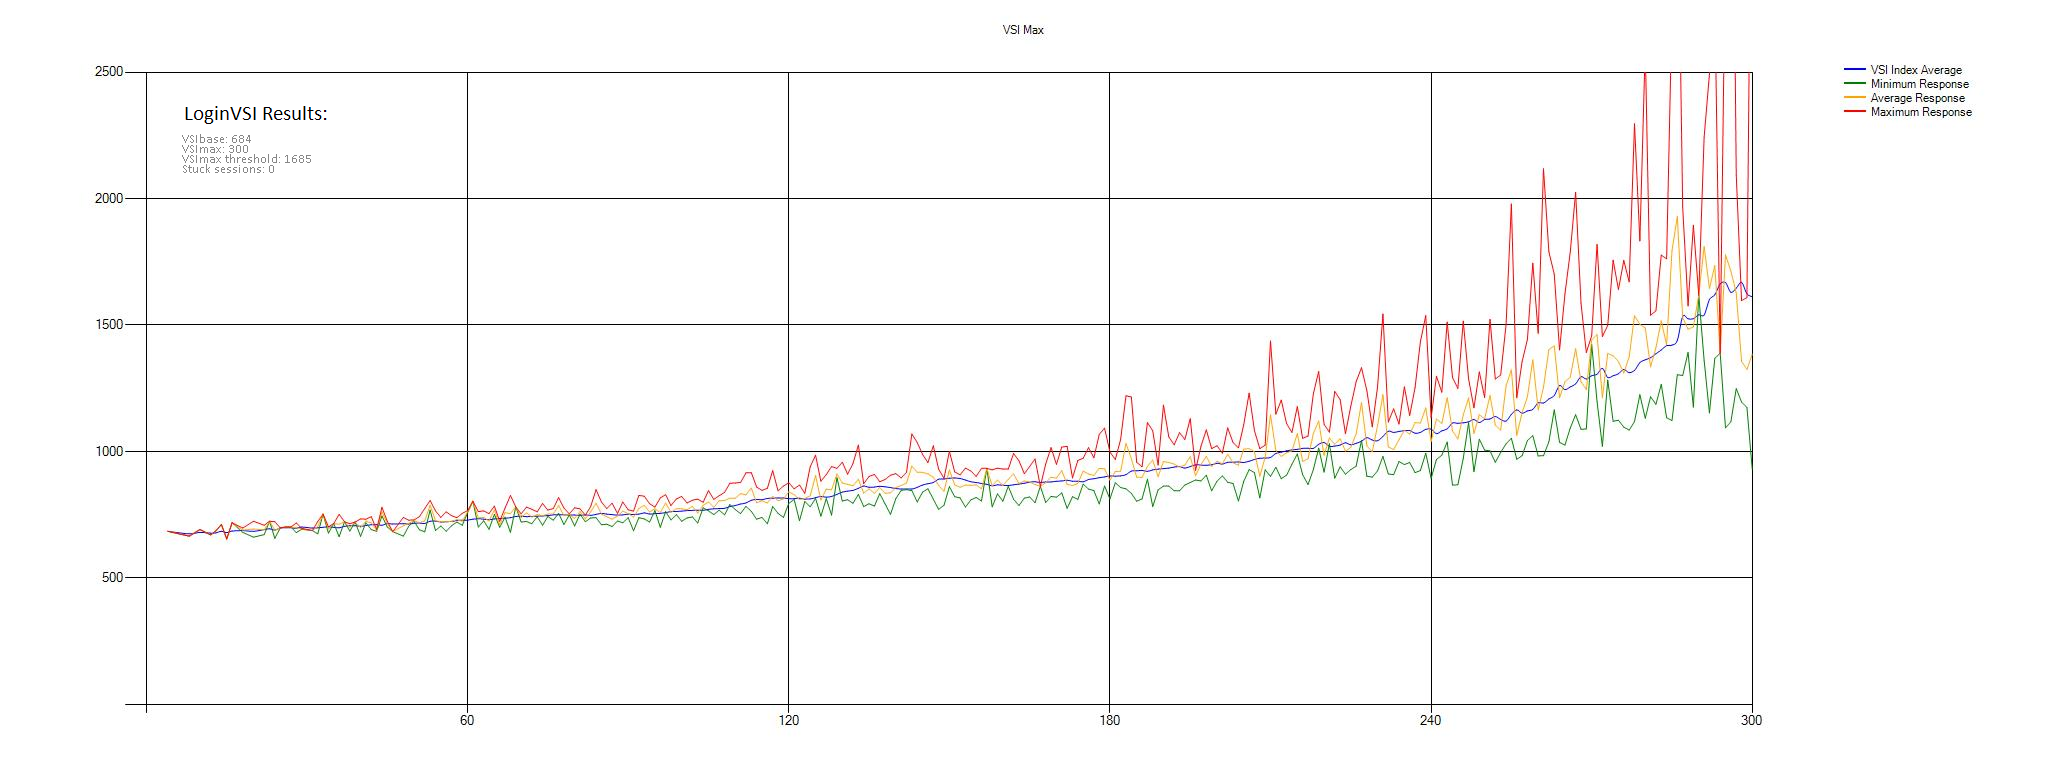 VSI Max
2500
2000
1500
1000
500
LoginVSI Results:
VSIbase: 684
VSImax: 300
VSImax threshold: 1685
Stuck sessions: 0
60
120
180
240
300
VSI Index Average
Minimum Response
Average Response
Maximum Response